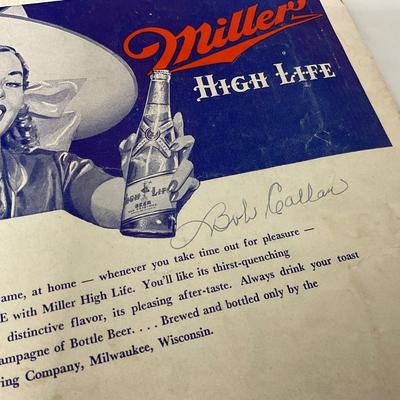 Miller
HIGH LIFE
HIGH LIFE
BEER
Bob Callan
ame, at home — whenever you take time out for pleasure —
E with Miller High Life. You'll like its thirst-quenching
distinctive flavor, its pleasing after-taste. Always drink your toast
ampagne of Bottle Beer. . . . Brewed and bottled only by the
ing Company, Milwaukee, Wisconsin.